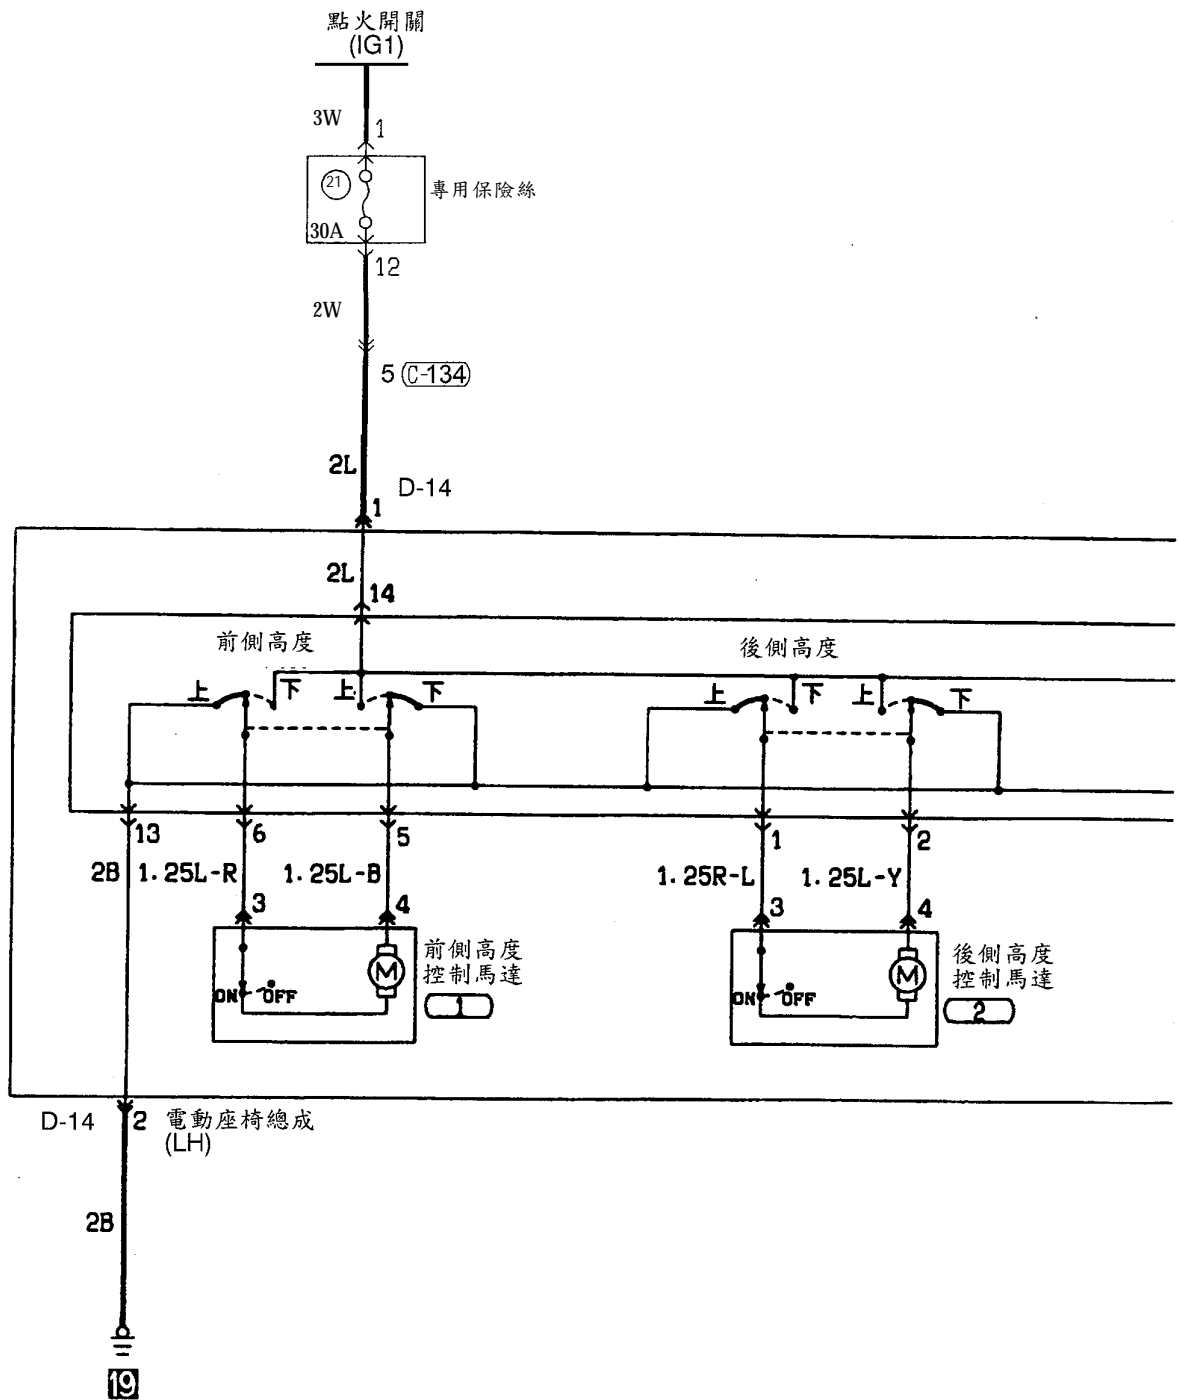 點火開關
(IG1)
3W
1
21
專用保險絲
30A
12
2W
5 C-134
2L
D-14
1
2L
14
前側高度
後側高度
上 下 上 下
上 下 上 下
13 6 5 1 2
2B 1.25L-R 1.25L-B 1.25R-L 1.25L-Y
3 4 3 4
前側高度
控制馬達
1
M
ON OFF
後側高度
控制馬達
2
M
ON OFF
D-14 2 電動座椅總成
(LH)
2B
19